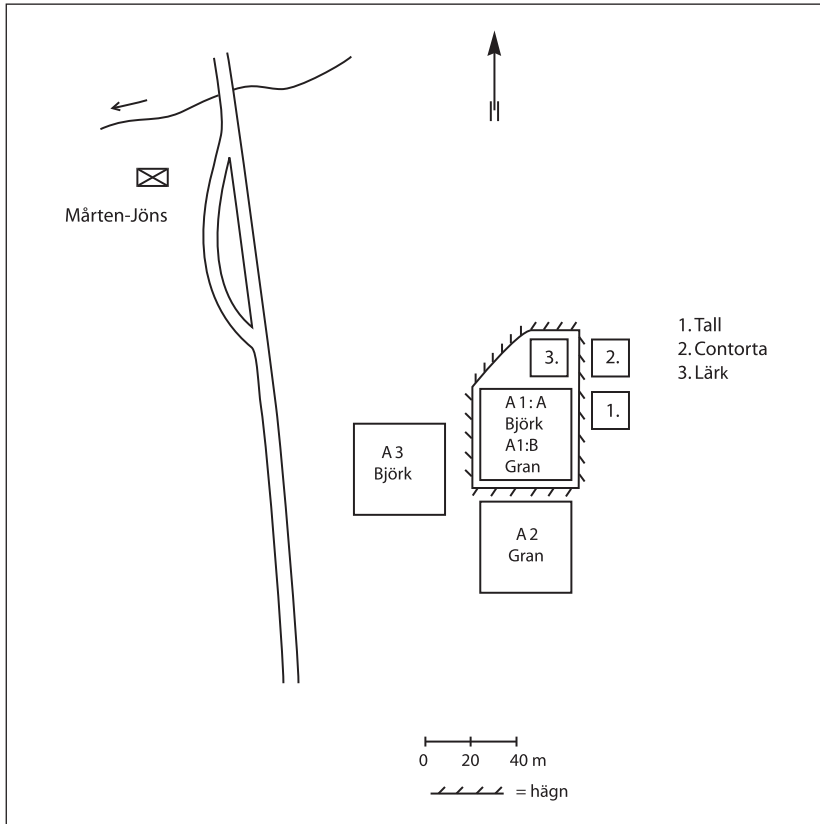 Mårten-Jöns
1. Tall
2. Contorta
3. Lärk
3.
2.
1.
A 1: A
Björk
A1:B
Gran
A 3
Björk
A 2
Gran
0 20 40 m
= hägn